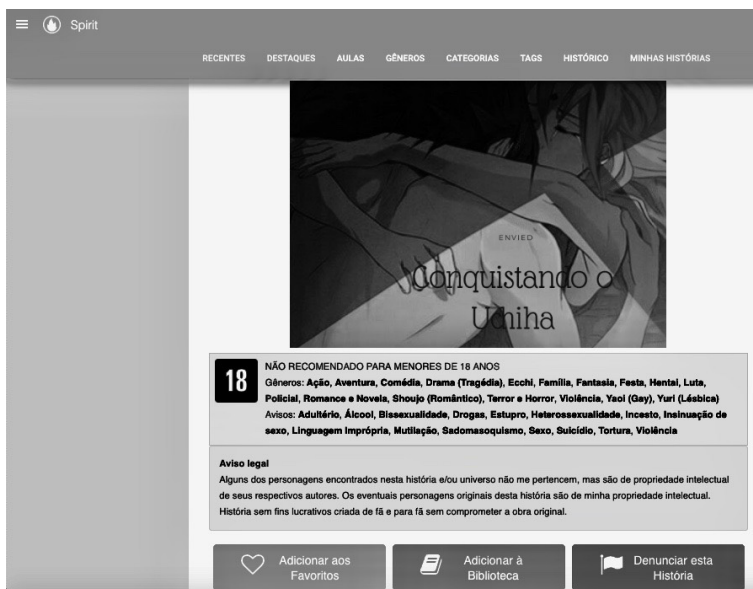 Spirit
RECENTES DESTAQUES AULAS GÊNEROS CATEGORIAS TAGS HISTÓRICO MINHAS HISTÓRIAS
ENVIED
Conquistando o
Uchiha
18
NÃO RECOMENDADO PARA MENORES DE 18 ANOS
Gêneros: Ação, Aventura, Comédia, Drama (Tragédia), Ecchi, Família, Fantasia, Festa, Hentai, Luta,
Policial, Romance e Novela, Shoujo (Romântico), Terror e Horror, Violência, Yaoi (Gay), Yuri (Lésbica)
Avisos: Adultério, Álcool, Bissexualidade, Drogas, Estupro, Heterossexualidade, Incesto, Insinuação de
sexo, Linguagem Imprópria, Mutilação, Sadomasoquismo, Sexo, Suicídio, Tortura, Violência
Aviso legal
Alguns dos personagens encontrados nesta história e/ou universo não me pertencem, mas são de propriedade intelectual
de seus respectivos autores. Os eventuais personagens originais desta história são de minha propriedade intelectual.
História sem fins lucrativos criada de fã e para fã sem comprometer a obra original.
Adicionar aos
Favoritos
Adicionar à
Biblioteca
Denunciar esta
História